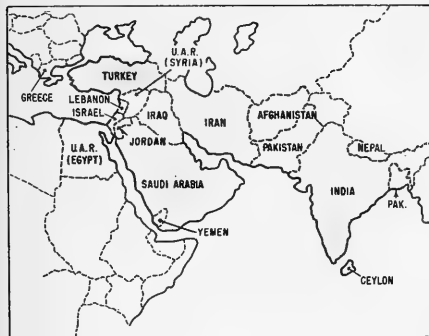 U.A.R.
(SYRIA)
TURKEY
GREECE
LEBANON
ISRAEL
IRAQ
IRAN
AFGHANISTAN
JORDAN
PAKISTAN
NEPAL
U.A.R.
(EGYPT)
SAUDI ARABIA
INDIA
PAK.
YEMEN
CEYLON